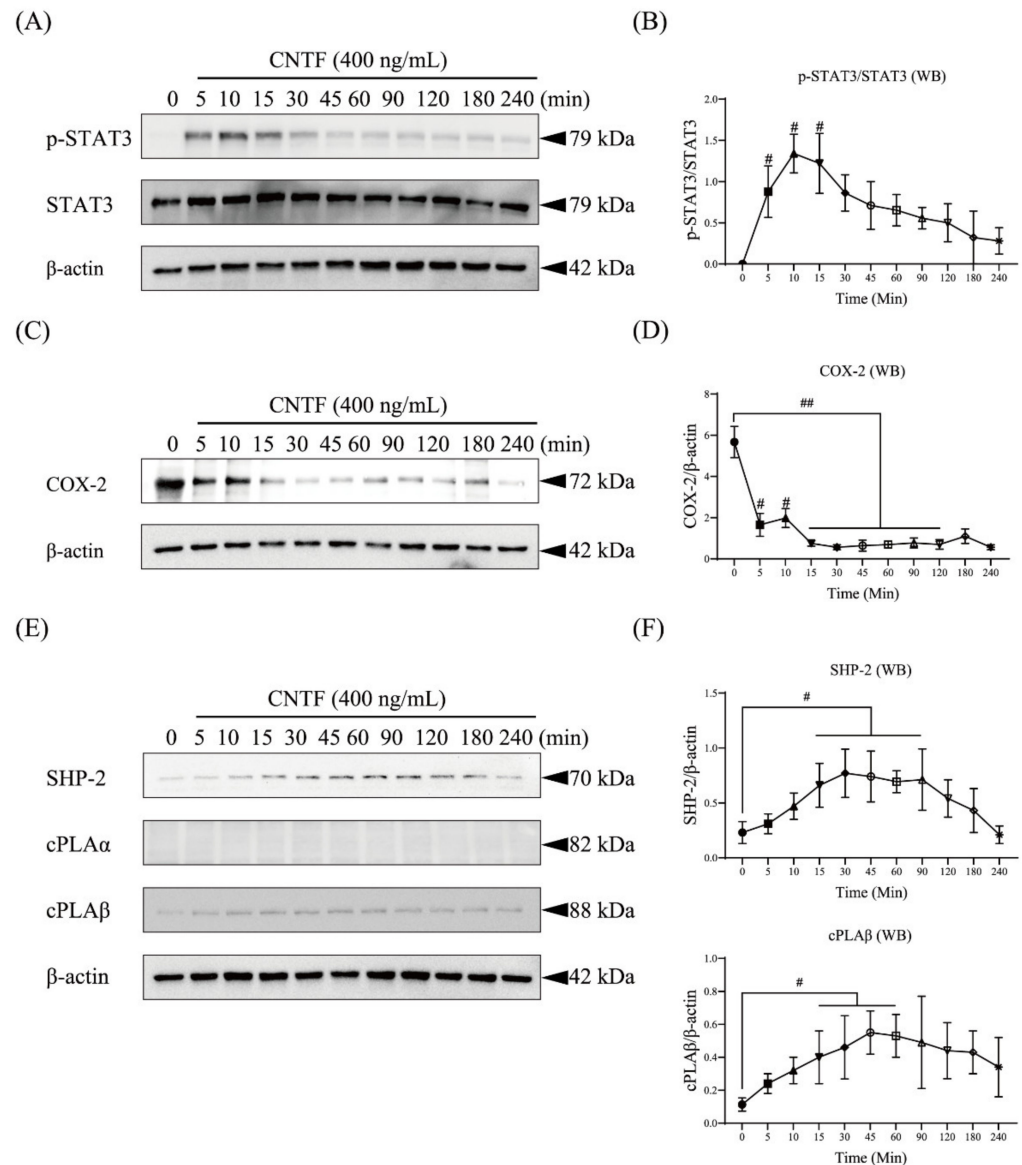 (A)
CNTF (400 ng/mL)
0 5 10 15 30 45 60 90 120 180 240 (min)
p-STAT3 79 kDa
STAT3 79 kDa
β-actin 42 kDa
(B)
p-STAT3/STAT3 (WB)
p-STAT3/STAT3
2.0
1.5
1.0
0.5
0.0
# # #
0 5 10 15 30 45 60 90 120 180 240
Time (Min)
(C)
CNTF (400 ng/mL)
0 5 10 15 30 45 60 90 120 180 240 (min)
COX-2 72 kDa
β-actin 42 kDa
(D)
COX-2 (WB)
COX-2/β-actin
8
6
4
2
0
##
# #
0 5 10 15 30 45 60 90 120 180 240
Time (Min)
(E)
CNTF (400 ng/mL)
0 5 10 15 30 45 60 90 120 180 240 (min)
SHP-2 70 kDa
cPLAα 82 kDa
cPLAβ 88 kDa
β-actin 42 kDa
(F)
SHP-2 (WB)
SHP-2/β-actin
1.5
1.0
0.5
0.0
#
0 5 10 15 30 45 60 90 120 180 240
Time (Min)
cPLAβ (WB)
cPLAβ/β-actin
1.0
0.8
0.6
0.4
0.2
0.0
#
0 5 10 15 30 45 60 90 120 180 240
Time (Min)